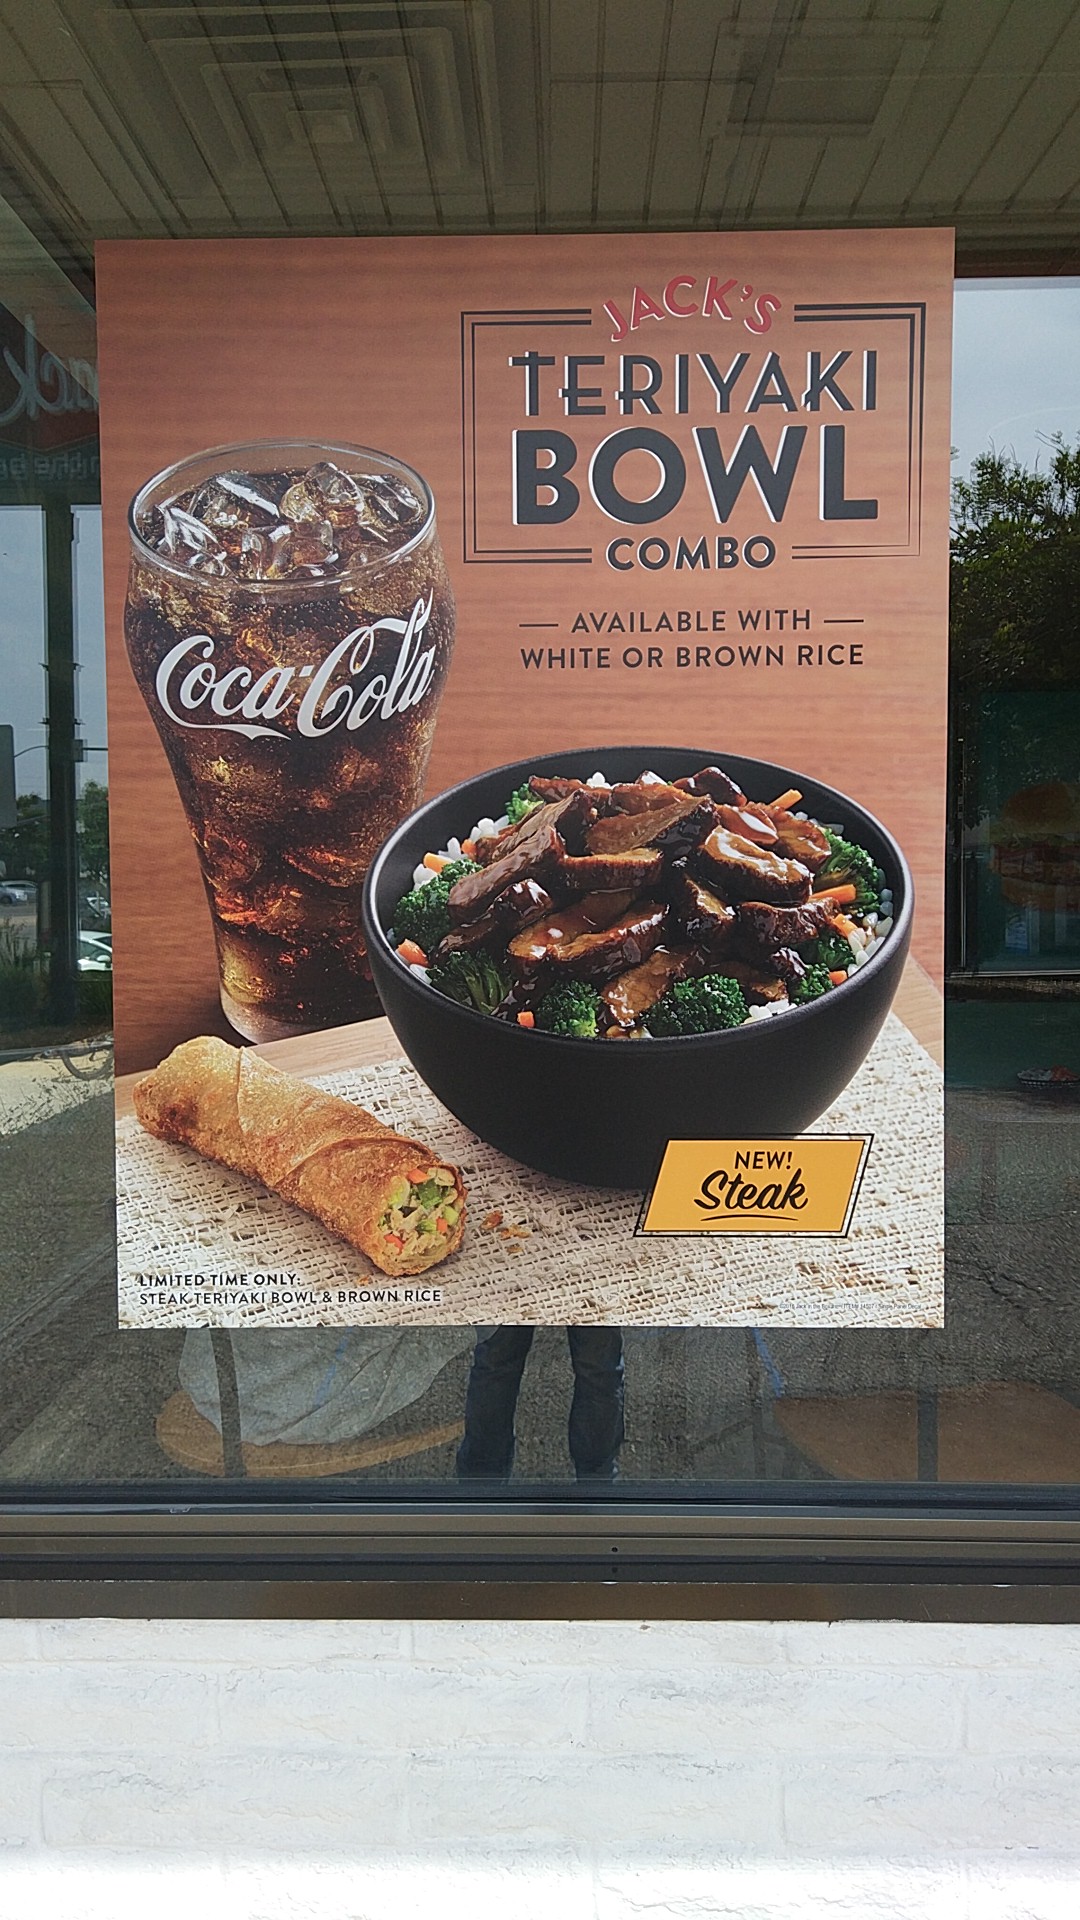 JACK'S
TERIYAKI
BOWL
COMBO
AVAILABLE WITH
WHITE OR BROWN RICE
Coca-Cola
NEW!
Steak
LIMITED TIME ONLY:
STEAK TERIYAKI BOWL & BROWN RICE